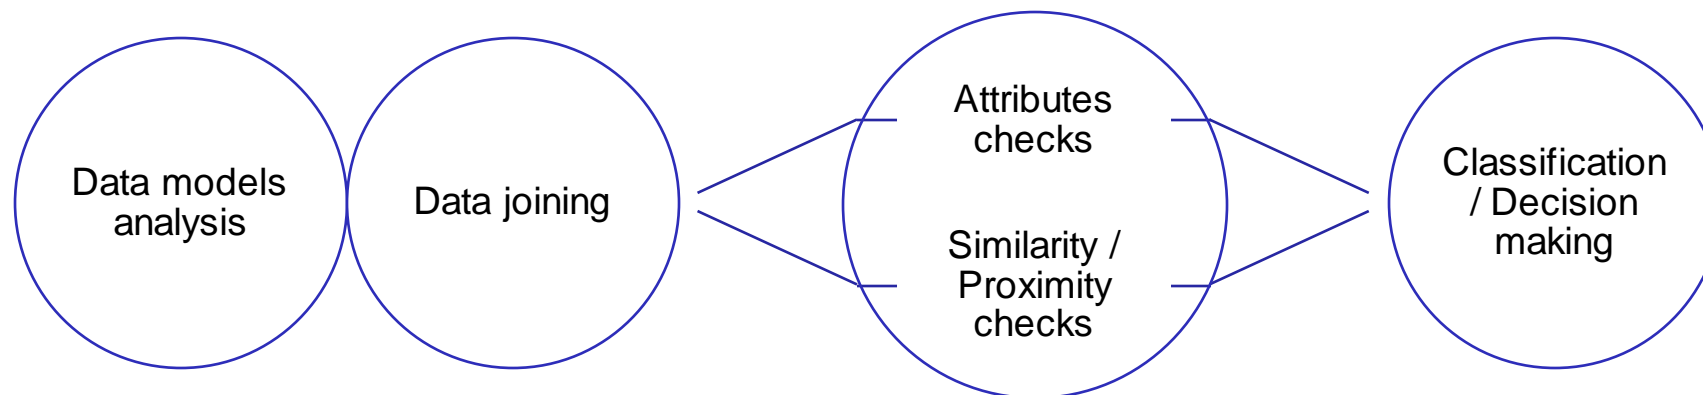 Data models
analysis
Data joining
Attributes
checks
Similarity /
Proximity
checks
Classification
/ Decision
making